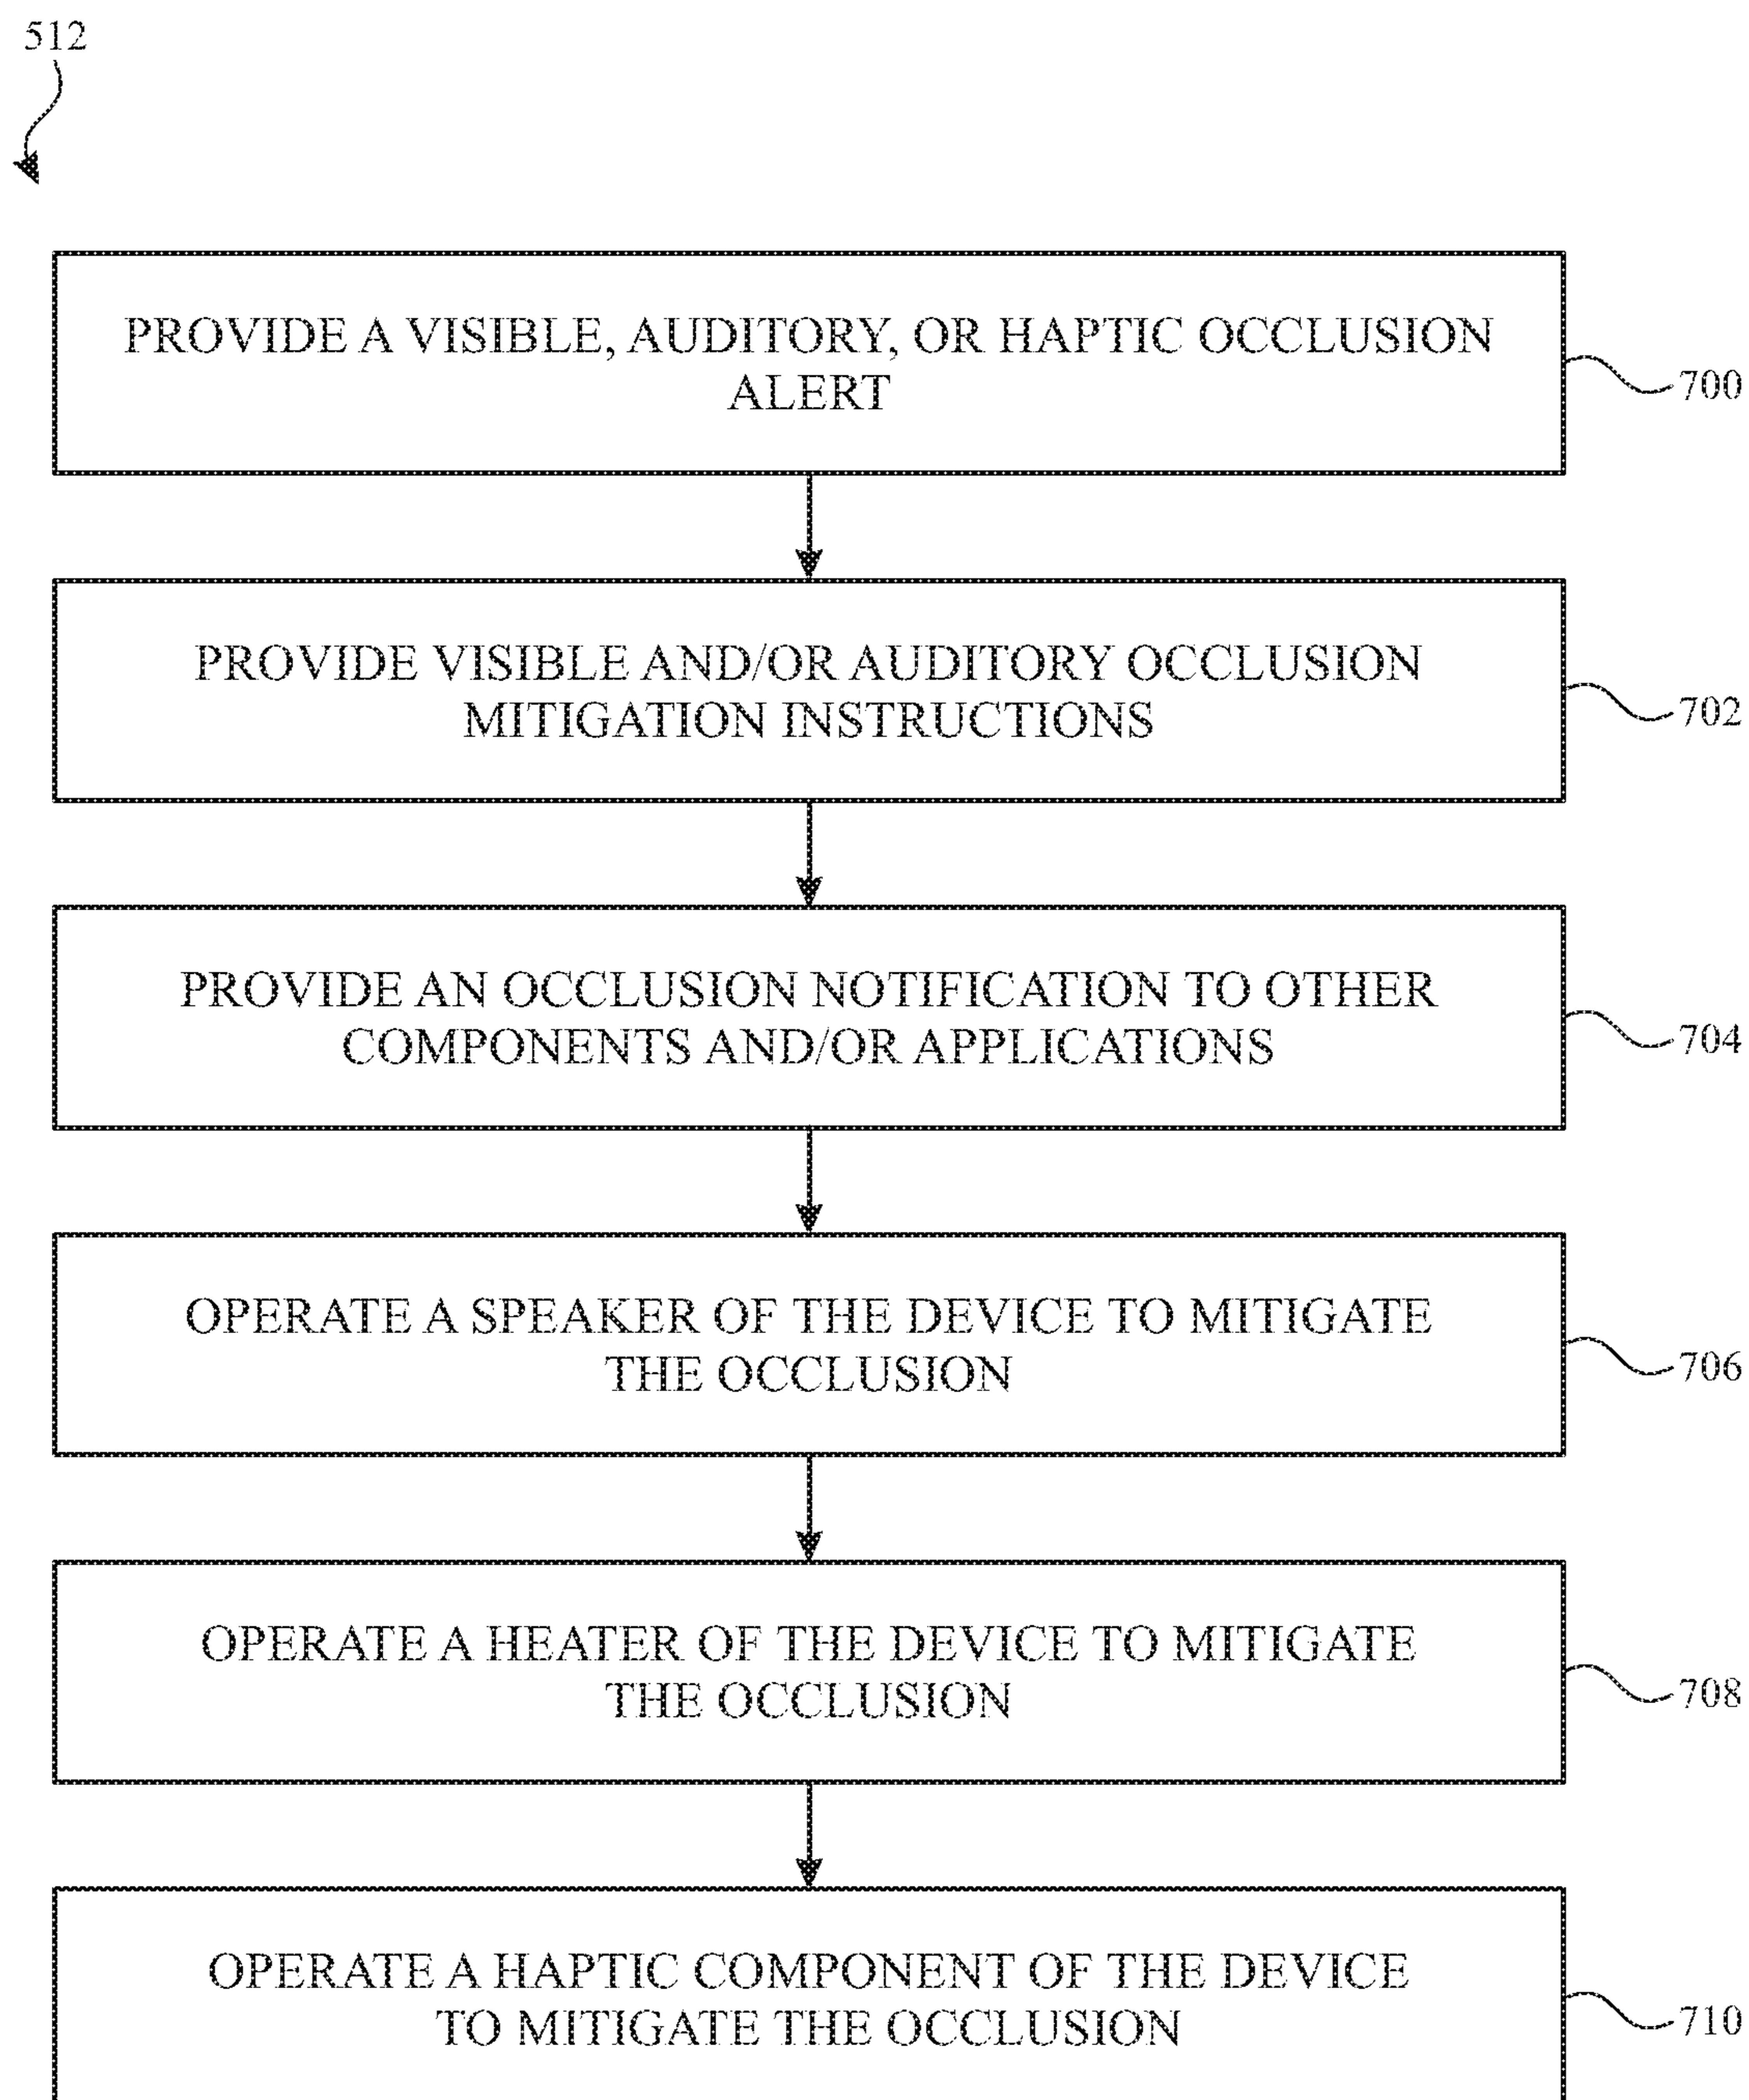 512
PROVIDE A VISIBLE, AUDITORY, OR HAPTIC OCCLUSION
ALERT
700
PROVIDE VISIBLE AND/OR AUDITORY OCCLUSION
MITIGATION INSTRUCTIONS
702
PROVIDE AN OCCLUSION NOTIFICATION TO OTHER
COMPONENTS AND/OR APPLICATIONS
704
OPERATE A SPEAKER OF THE DEVICE TO MITIGATE
THE OCCLUSION
706
OPERATE A HEATER OF THE DEVICE TO MITIGATE
THE OCCLUSION
708
OPERATE A HAPTIC COMPONENT OF THE DEVICE
TO MITIGATE THE OCCLUSION
710